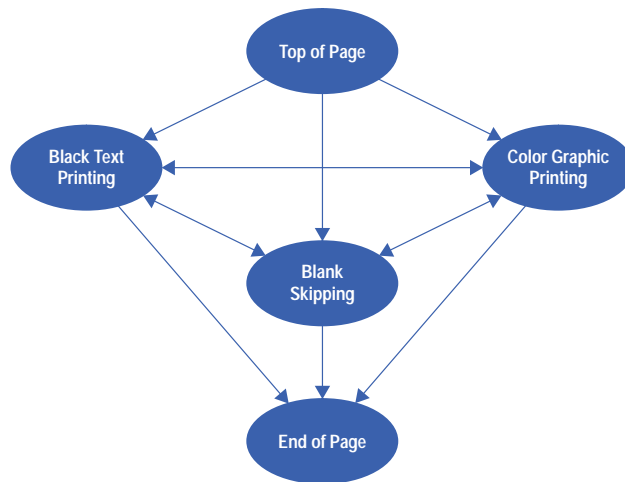 Top of Page
Black Text
Printing
Color Graphic
Printing
Blank
Skipping
End of Page